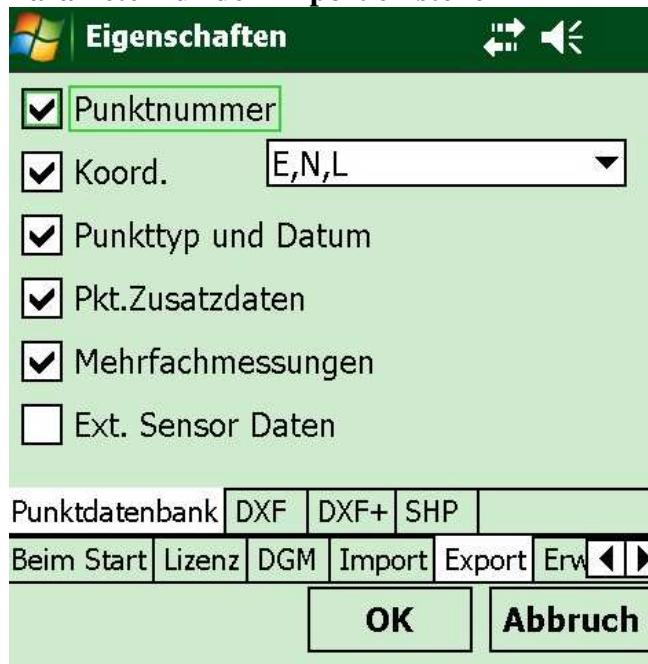 Eigenschaften
Punktnummer
Koord. E,N,L
Punkttyp und Datum
Pkt.Zusatzdaten
Mehrfachmessungen
Ext. Sensor Daten
Punktdatenbank DXF DXF+ SHP
Beim Start Lizenz DGM Import Export Erw
OK Abbruch